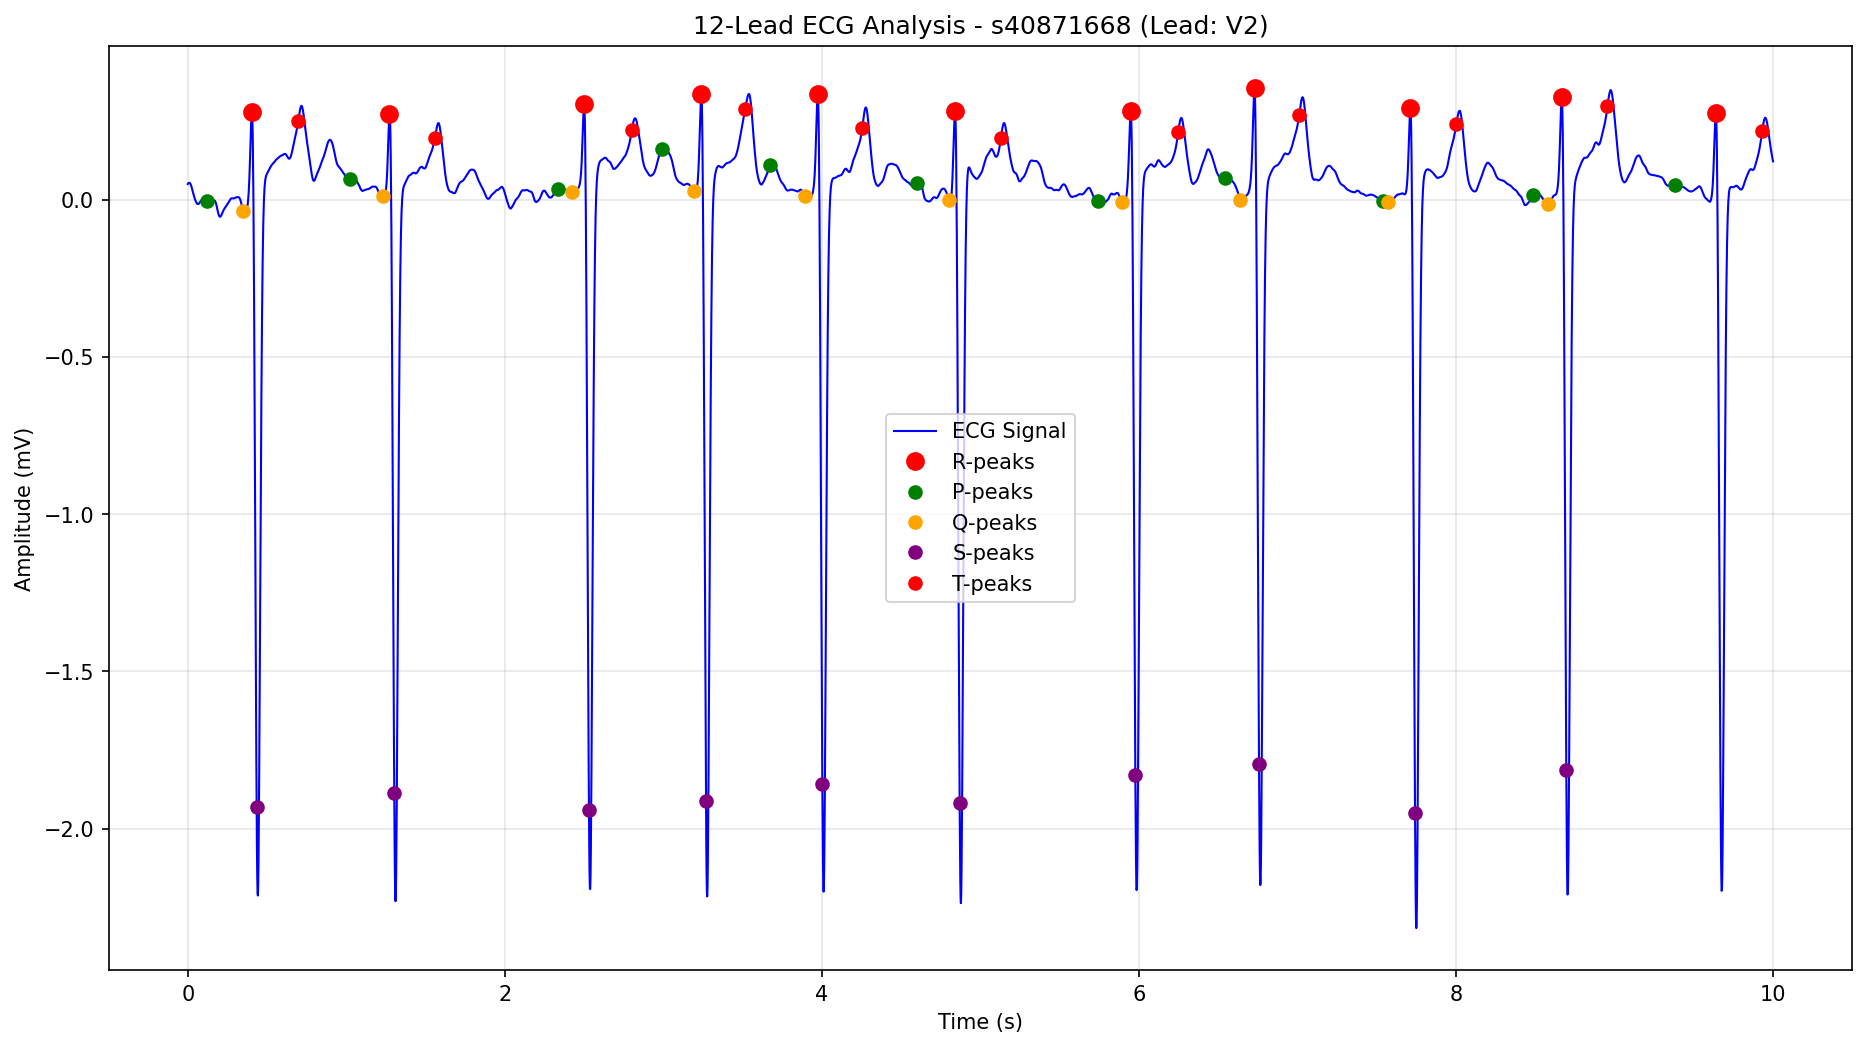 12-Lead ECG Analysis - s40871668 (Lead: V2)
Amplitude (mV)
0.0
−0.5
−1.0
−1.5
−2.0
ECG Signal
R-peaks
P-peaks
Q-peaks
S-peaks
T-peaks
0 2 4 6 8 10
Time (s)